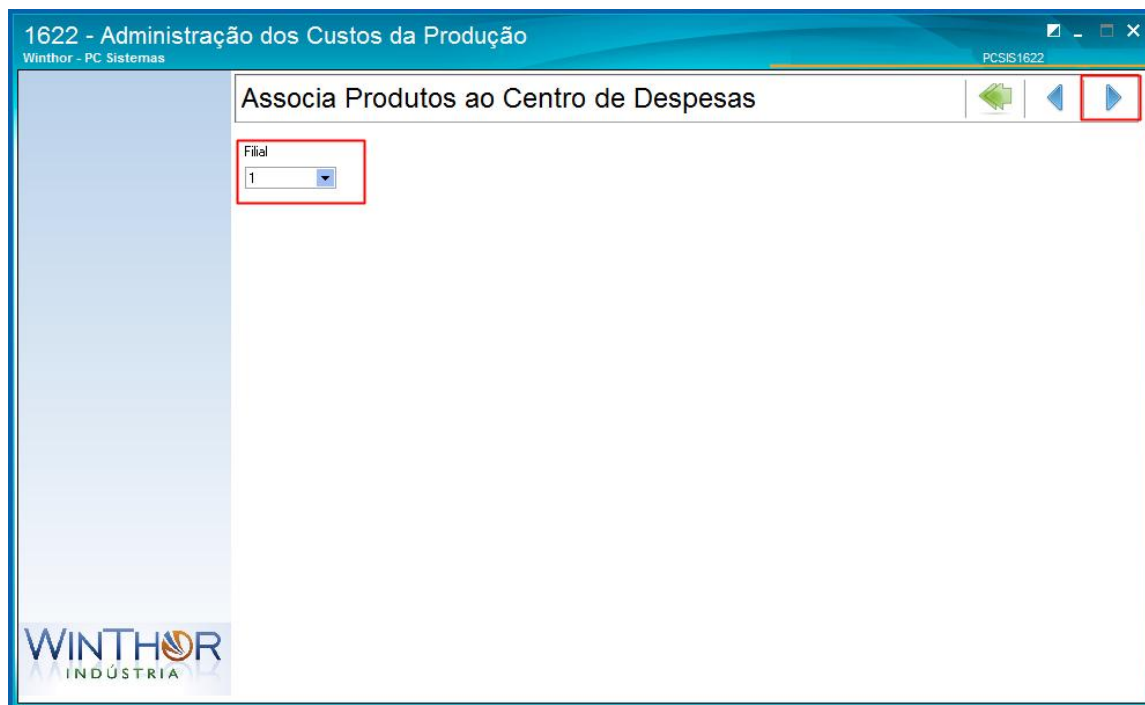 1622 - Administração dos Custos da Produção
Winthor - PC Sistemas
PCSIS1622
Associa Produtos ao Centro de Despesas
Filial
1
WINTHOR
INDÚSTRIA